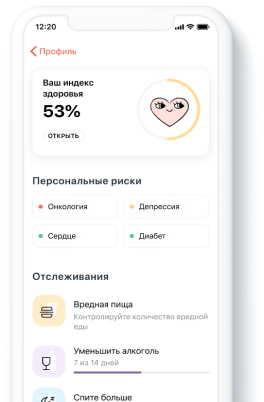 12:20
Профиль
Ваш индекс
здоровья
53%
ОТКРЫТЬ
Персональные риски
Онкология
Депрессия
Сердце
Диабет
Отслеживания
Вредная пища
Контролируйте количество вредной
еды
Уменьшить алкоголь
7 из 14 дней
Спите больше